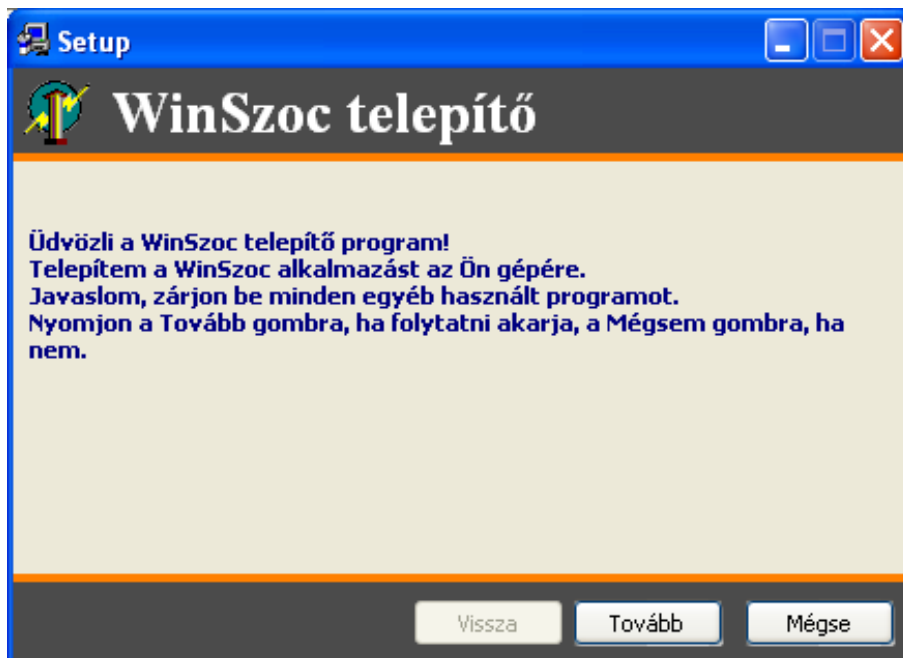 Setup
WinSzoc telepítő
Üdvözli a WinSzoc telepítő program!
Telepítem a WinSzoc alkalmazást az Ön gépére.
Javaslom, zárjon be minden egyéb használt programot.
Nyomjon a Tovább gombra, ha folytatni akarja, a Mégsem gombra, ha
nem.
Vissza Tovább Mégse